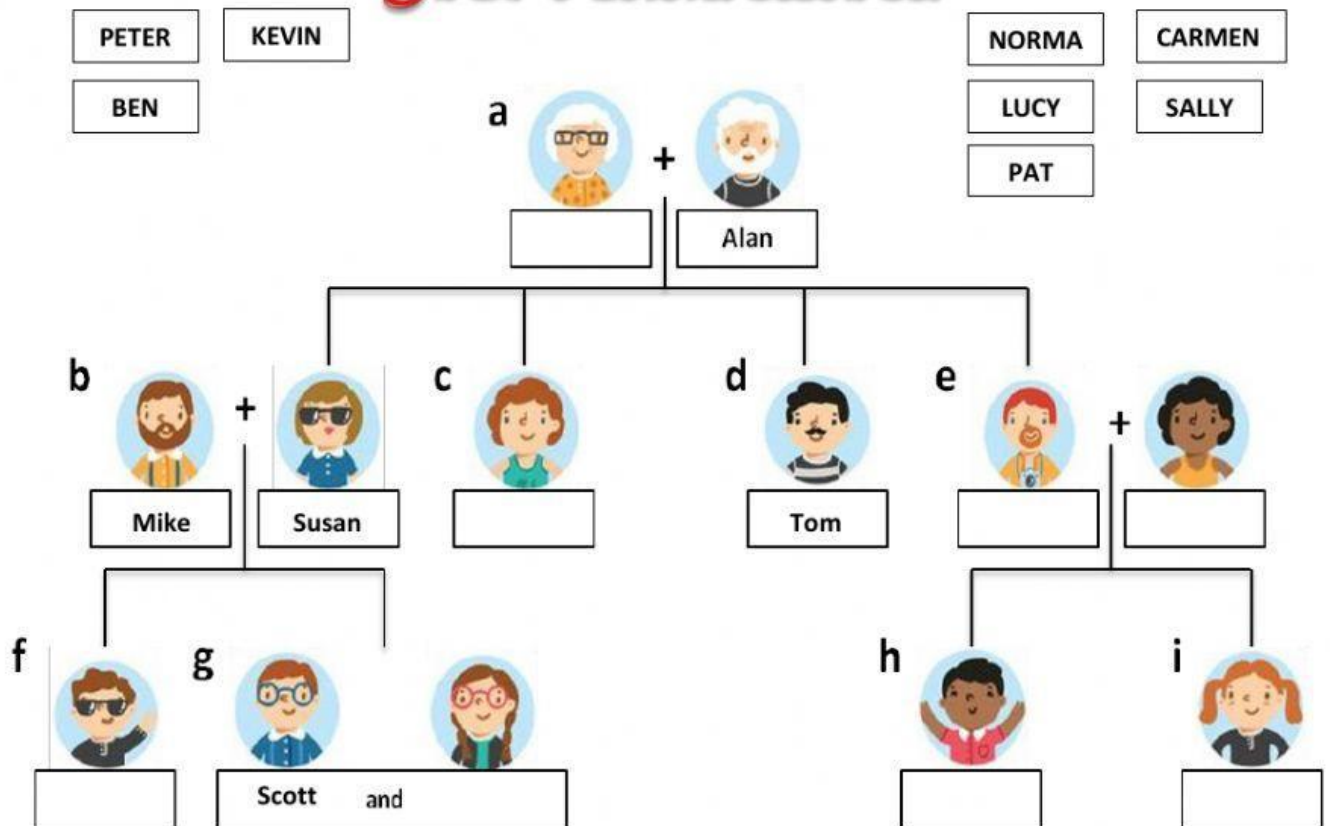 PETER KEVIN
BEN
NORMA CARMEN
LUCY SALLY
PAT
a
+
Alan
b
+
c
d
e
+
Mike
Susan
Tom
f
g
h
i
Scott and